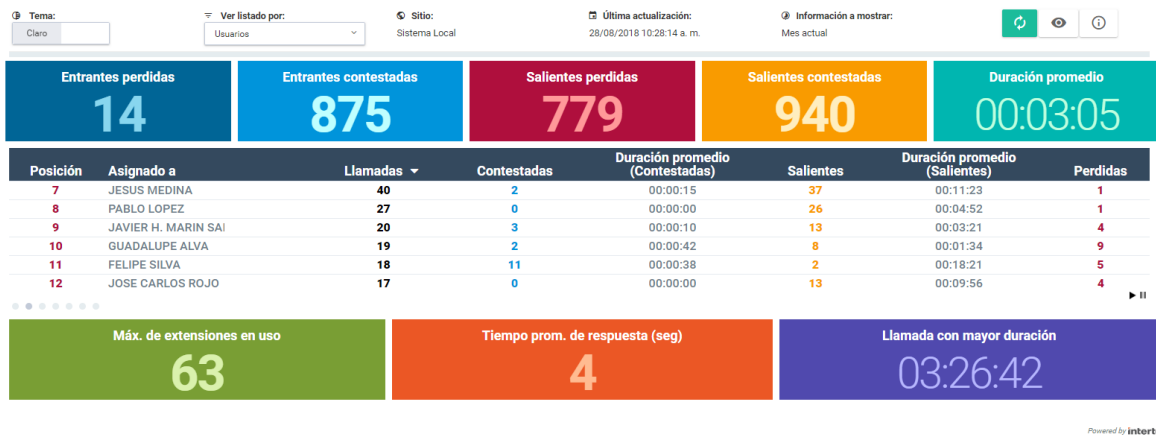 Tema: Ver listado por: Sitio: Última actualización: Información a mostrar:
Claro Usuarios Sistema Local 28/08/2018 10:28:14 a. m. Mes actual
Entrantes perdidas Entrantes contestadas Salientes perdidas Salientes contestadas Duración promedio
14 875 779 940 00:03:05
Posición Asignado a Llamadas Contestadas Duración promedio (Contestadas) Salientes Duración promedio (Salientes) Perdidas
7 JESUS MEDINA 40 2 00:00:15 37 00:11:23 1
8 PABLO LOPEZ 27 0 00:00:00 26 00:04:52 1
9 JAVIER H. MARIN SAI 20 3 00:00:10 13 00:03:21 4
10 GUADALUPE ALVA 19 2 00:00:42 8 00:01:34 9
11 FELIPE SILVA 18 11 00:00:38 2 00:18:21 5
12 JOSE CARLOS ROJO 17 0 00:00:00 13 00:09:56 4
Máx. de extensiones en uso Tiempo prom. de respuesta (seg) Llamada con mayor duración
63 4 03:26:42
Powered by intert